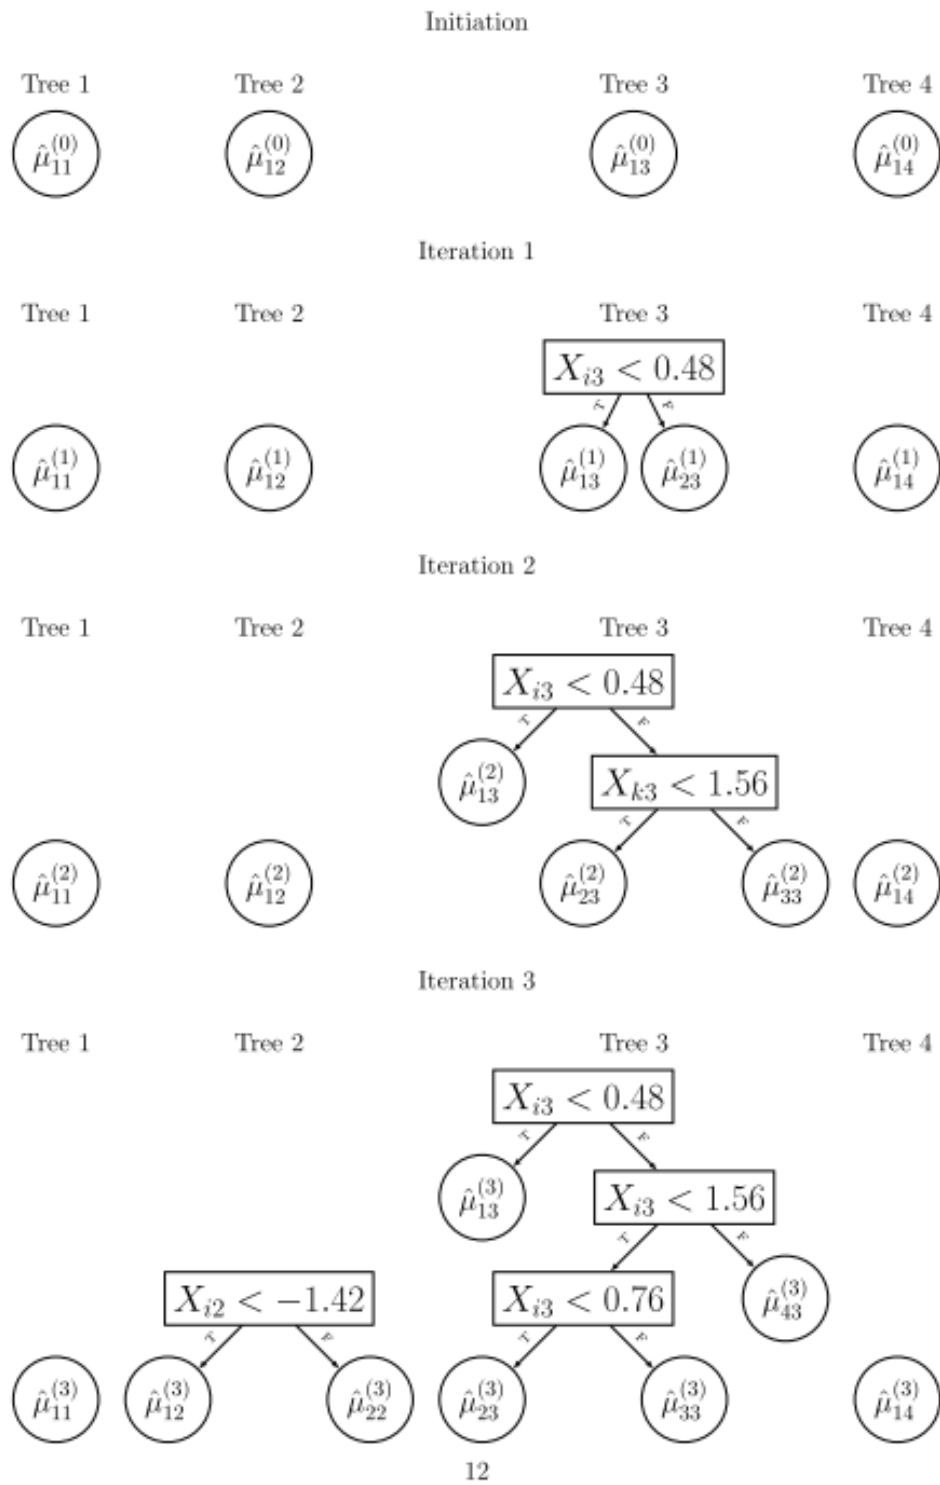 Initiation
Tree 1 Tree 2 Tree 3 Tree 4
μ̂₁₁⁽⁰⁾ μ̂₁₂⁽⁰⁾ μ̂₁₃⁽⁰⁾ μ̂₁₄⁽⁰⁾
Iteration 1
Tree 1 Tree 2 Tree 3 Tree 4
Xᵢ₃ < 0.48
T F
μ̂₁₁⁽¹⁾ μ̂₁₂⁽¹⁾ μ̂₁₃⁽¹⁾ μ̂₂₃⁽¹⁾ μ̂₁₄⁽¹⁾
Iteration 2
Tree 1 Tree 2 Tree 3 Tree 4
Xᵢ₃ < 0.48
T F
μ̂₁₃⁽²⁾ Xₖ₃ < 1.56
T F
μ̂₁₁⁽²⁾ μ̂₁₂⁽²⁾ μ̂₂₃⁽²⁾ μ̂₃₃⁽²⁾ μ̂₁₄⁽²⁾
Iteration 3
Tree 1 Tree 2 Tree 3 Tree 4
Xᵢ₃ < 0.48
T F
μ̂₁₃⁽³⁾ Xᵢ₃ < 1.56
T F
Xᵢ₂ < −1.42 Xᵢ₃ < 0.76 μ̂₄₃⁽³⁾
T F T F
μ̂₁₁⁽³⁾ μ̂₁₂⁽³⁾ μ̂₂₂⁽³⁾ μ̂₂₃⁽³⁾ μ̂₃₃⁽³⁾ μ̂₁₄⁽³⁾
12